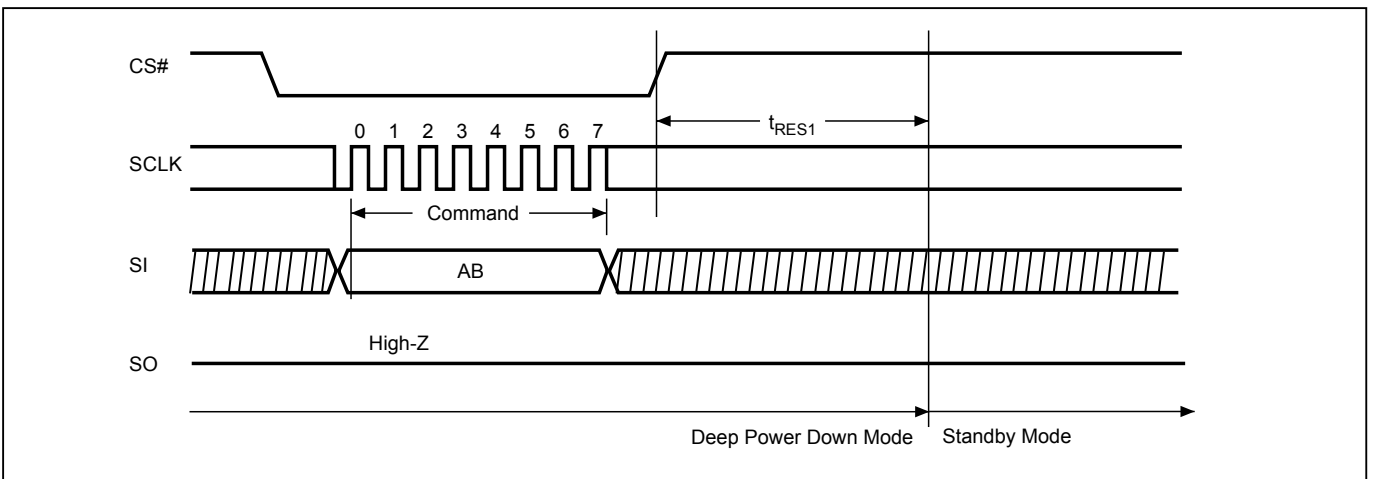 CS#
t_RES1
0 1 2 3 4 5 6 7
SCLK
Command
SI
AB
High-Z
SO
Deep Power Down Mode
Standby Mode